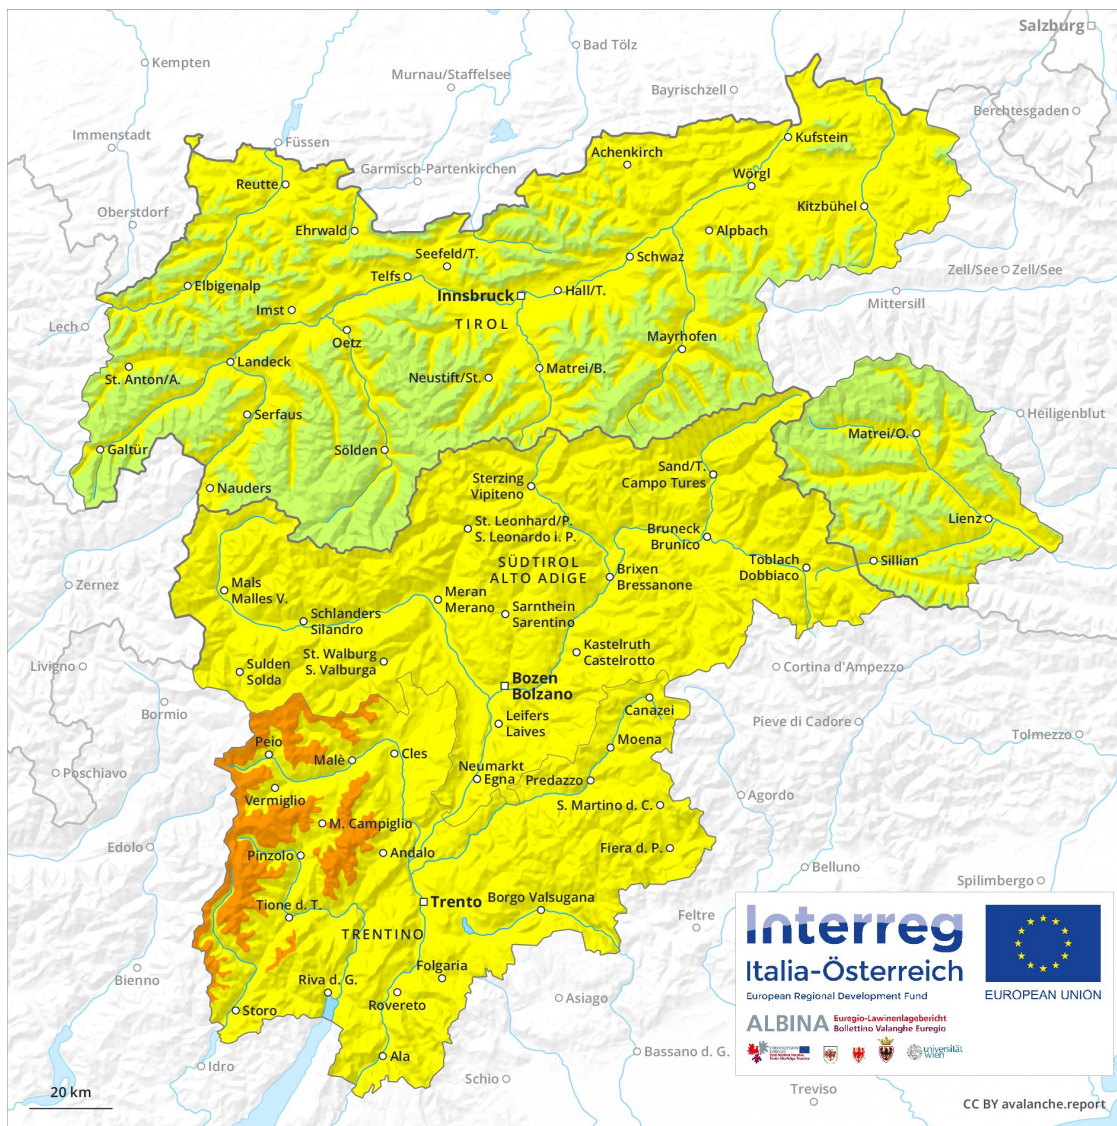 Salzburg
Bad Tölz
Kempten
Murnau/Staffelsee
Bayrischzell
Berchtesgaden
Immenstadt
Füssen
Kufstein
Achenkirch
Garmisch-Partenkirchen
Wörgl
Reutte
Kitzbühel
Oberstdorf
Ehrwald
Alpbach
Seefeld/T.
Schwaz
Telfs
Zell/See
Zell/See
Elbigenalp
Innsbruck
Hall/T.
Mittersill
Imst
TIROL
Lech
Oetz
Mayrhofen
Landeck
Matrei/B.
St. Anton/A.
Neustift/St.
Serfaus
Heiligenblut
Matrei/O.
Galtür
Sölden
Sand/T.
Campo Tures
Sterzing
Vipiteno
Nauders
Lienz
St. Leonhard/P.
S. Leonardo i. P.
Bruneck
Brunico
SÜDTIROL
ALTO ADIGE
Toblach
Dobbiaco
Sillian
Brixen
Bressanone
Zernez
Mals
Malles V.
Meran
Merano
Sarnthein
Sarentino
Schlanders
Silandro
Kastelruth
Castelrotto
St. Walburg
S. Valburga
Livigno
Sulden
Solda
Cortina d'Ampezzo
Bozen
Bolzano
Bormio
Canazei
Leifers
Laives
Pieve di Cadore
Tolmezzo
Peio
Moena
Cles
Malè
Poschiavo
Neumarkt
Egna
Predazzo
Vermiglio
Agordo
S. Martino d. C.
M. Campiglio
Edolo
Pinzolo
Andalo
Fiera d. P.
Belluno
Spilimbergo
Tione d. T.
Trento
Borgo Valsugana
Feltre
TRENTINO
Interreg
Italia-Österreich
European Regional Development Fund
EUROPEAN UNION
Bienno
Folgaria
Riva d. G.
Rovereto
Asiago
Storo
ALBINA
Euregio-Lawinenlagebericht
Bollettino Valanghe Euregio
universität
wien
Ala
Bassano d. G.
Idro
Schio
Treviso
20 km
CC BY avalanche.report